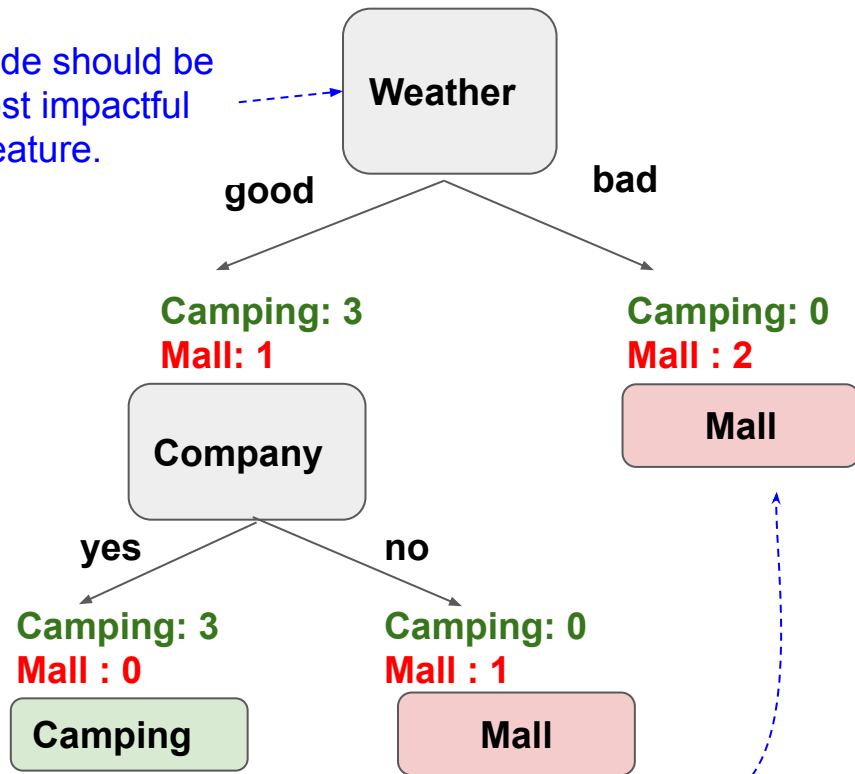 de should be
st impactful
eature.
Weather
good
bad
Camping: 3
Mall: 1
Camping: 0
Mall : 2
Company
Mall
yes
no
Camping: 3
Mall : 0
Camping: 0
Mall : 1
Camping
Mall